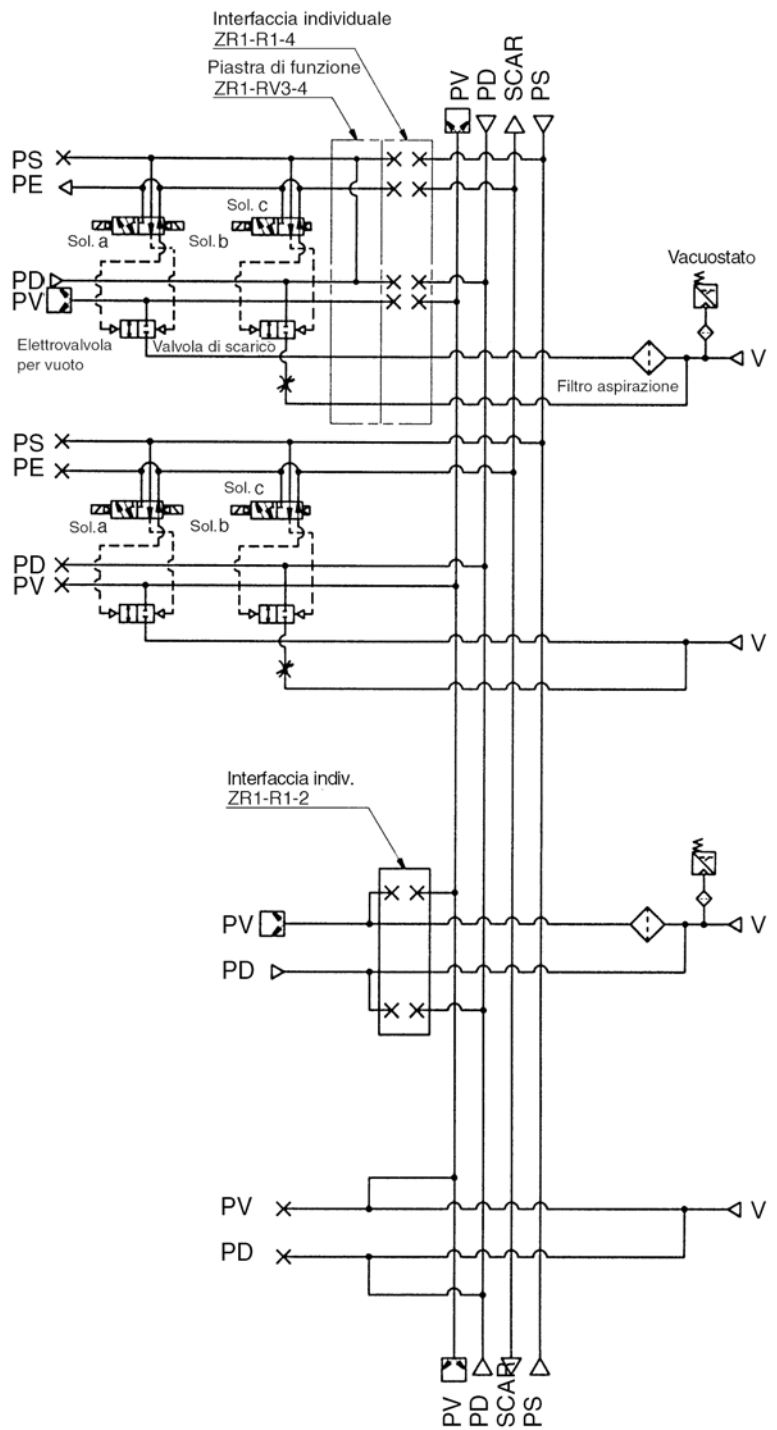 Interfaccia individuale
ZR1-R1-4
Piastra di funzione
ZR1-RV3-4
PV
PD
SCAR
PS
PS
PE
Sol. a
Sol. b
Sol. c
PD
PV
Vacuostato
Elettrovalvola
per vuoto
Valvola di scarico
Filtro aspirazione
V
PS
PE
Sol. a
Sol. b
Sol. c
PD
PV
V
Interfaccia indiv.
ZR1-R1-2
PV
V
PD
PV
V
PD
PV
PD
SCAR
PS